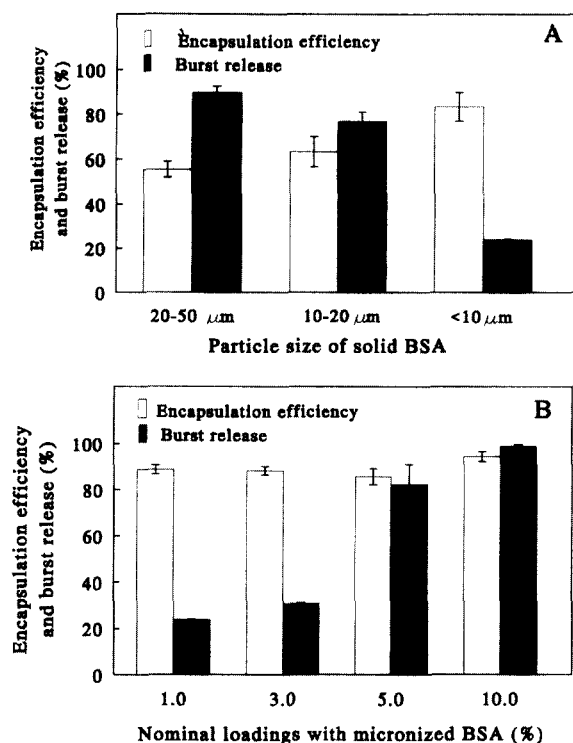 A
Encapsulation efficiency
Burst release
Encapsulation efficiency
and burst release (%)
100
80
60
40
20
0
20-50 μm
10-20 μm
<10 μm
Particle size of solid BSA
B
Encapsulation efficiency
Burst release
Encapsulation efficiency
and burst release (%)
100
80
60
40
20
0
1.0
3.0
5.0
10.0
Nominal loadings with micronized BSA (%)